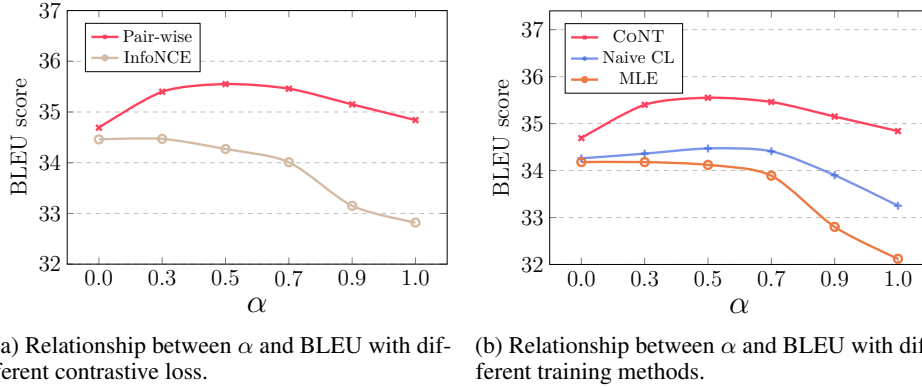 37
36
35
34
33
32
BLEU score
Pair-wise
InfoNCE
0.0 0.3 0.5 0.7 0.9 1.0
α
a) Relationship between α and BLEU with dif-
ferent contrastive loss.
37
36
35
34
33
32
BLEU score
CoNT
Naive CL
MLE
0.0 0.3 0.5 0.7 0.9 1.0
α
(b) Relationship between α and BLEU with dif
ferent training methods.